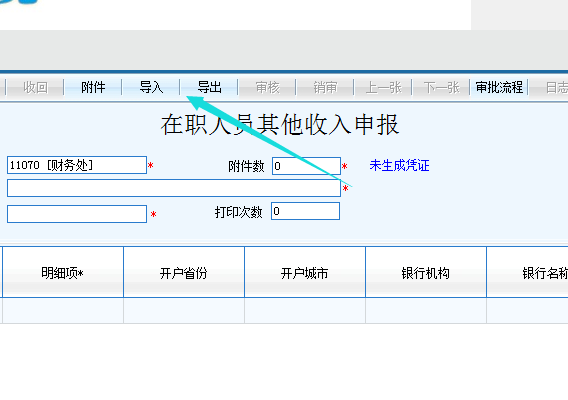 收回 附件 导入 导出 审核 销审 上一张 下一张 审批流程 日志
在职人员其他收入申报
11070 [财务处] * 附件数 0 * 未生成凭证
*
* 打印次数 0
明细项* 开户省份 开户城市 银行机构 银行名称